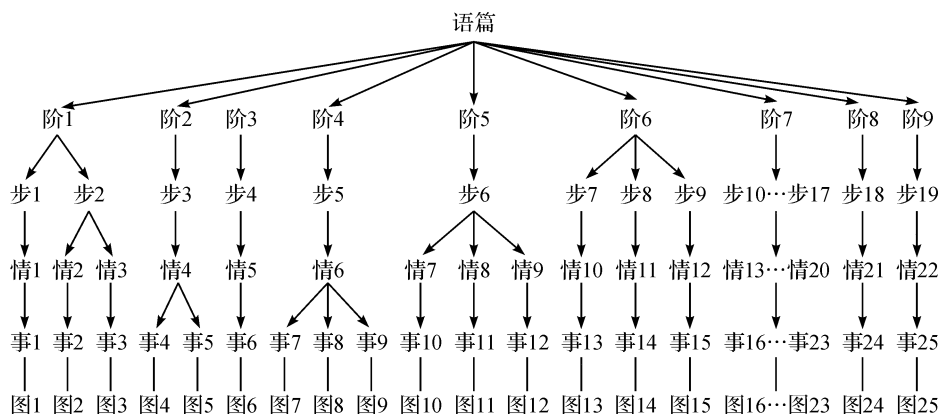 语篇
阶1 阶2 阶3 阶4 阶5 阶6 阶7 阶8 阶9
步1 步2 步3 步4 步5 步6 步7 步8 步9 步10…步17 步18 步19
情1 情2 情3 情4 情5 情6 情7 情8 情9 情10 情11 情12 情13…情20 情21 情22
事1 事2 事3 事4 事5 事6 事7 事8 事9 事10 事11 事12 事13 事14 事15 事16…事23 事24 事25
图1 图2 图3 图4 图5 图6 图7 图8 图9 图10 图11 图12 图13 图14 图15 图16…图23 图24 图25